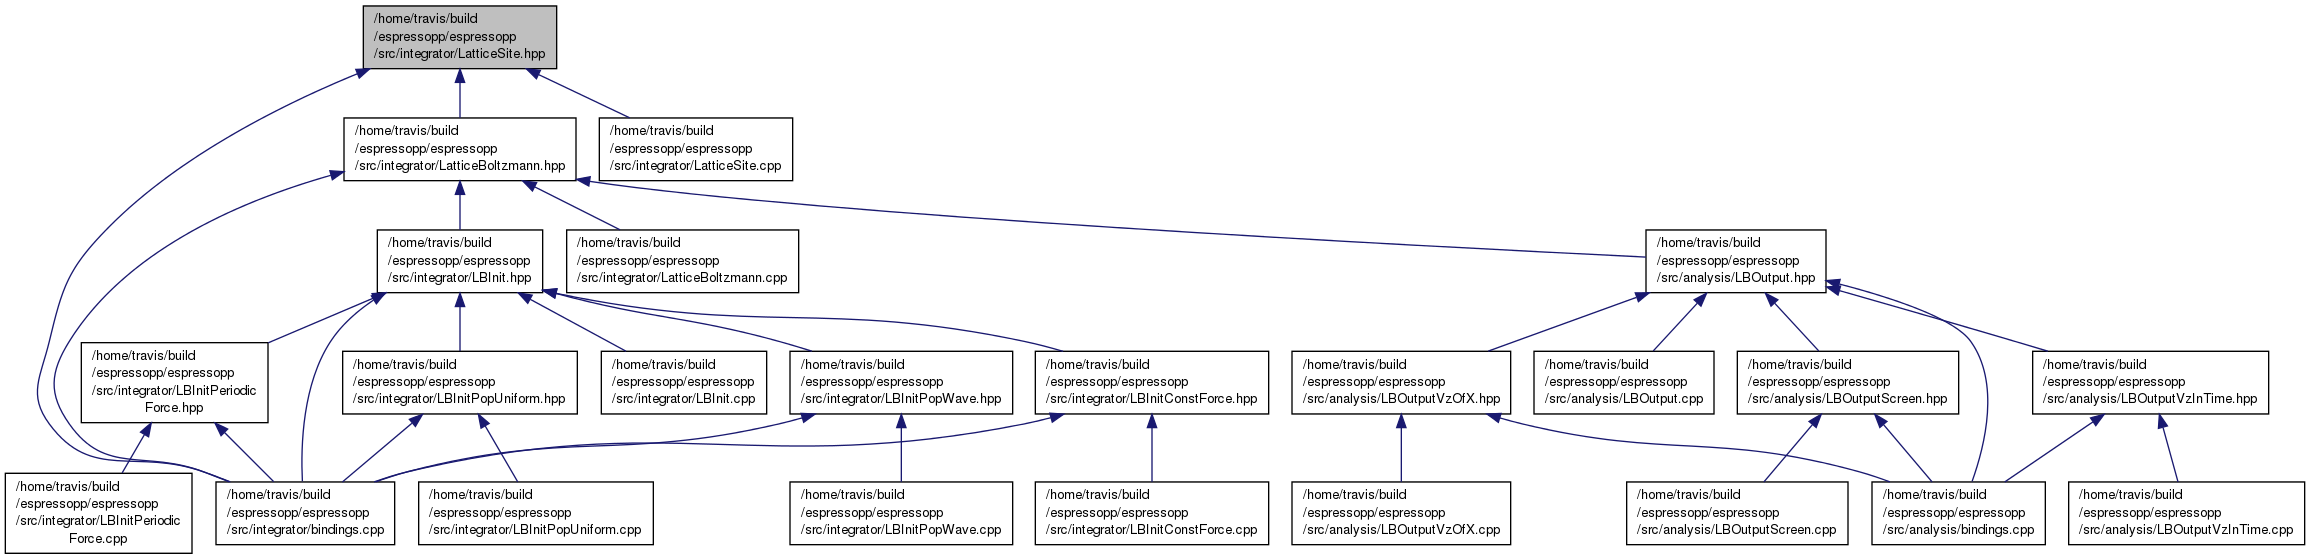 /home/travis/build
/espressopp/espressopp
/src/integrator/LatticeSite.hpp
/home/travis/build
/espressopp/espressopp
/src/integrator/LatticeBoltzmann.hpp
/home/travis/build
/espressopp/espressopp
/src/integrator/LatticeSite.cpp
/home/travis/build
/espressopp/espressopp
/src/integrator/LBInit.hpp
/home/travis/build
/espressopp/espressopp
/src/integrator/LatticeBoltzmann.cpp
/home/travis/build
/espressopp/espressopp
/src/analysis/LBOutput.hpp
/home/travis/build
/espressopp/espressopp
/src/integrator/LBInitPeriodic
Force.hpp
/home/travis/build
/espressopp/espressopp
/src/integrator/LBInitPopUniform.hpp
/home/travis/build
/espressopp/espressopp
/src/integrator/LBInit.cpp
/home/travis/build
/espressopp/espressopp
/src/integrator/LBInitPopWave.hpp
/home/travis/build
/espressopp/espressopp
/src/integrator/LBInitConstForce.hpp
/home/travis/build
/espressopp/espressopp
/src/analysis/LBOutputVzOfX.hpp
/home/travis/build
/espressopp/espressopp
/src/analysis/LBOutput.cpp
/home/travis/build
/espressopp/espressopp
/src/analysis/LBOutputScreen.hpp
/home/travis/build
/espressopp/espressopp
/src/analysis/LBOutputVzInTime.hpp
/home/travis/build
/espressopp/espressopp
/src/integrator/LBInitPeriodic
Force.cpp
/home/travis/build
/espressopp/espressopp
/src/integrator/bindings.cpp
/home/travis/build
/espressopp/espressopp
/src/integrator/LBInitPopUniform.cpp
/home/travis/build
/espressopp/espressopp
/src/integrator/LBInitPopWave.cpp
/home/travis/build
/espressopp/espressopp
/src/integrator/LBInitConstForce.cpp
/home/travis/build
/espressopp/espressopp
/src/analysis/LBOutputVzOfX.cpp
/home/travis/build
/espressopp/espressopp
/src/analysis/LBOutputScreen.cpp
/home/travis/build
/espressopp/espressopp
/src/analysis/bindings.cpp
/home/travis/build
/espressopp/espressopp
/src/analysis/LBOutputVzInTime.cpp